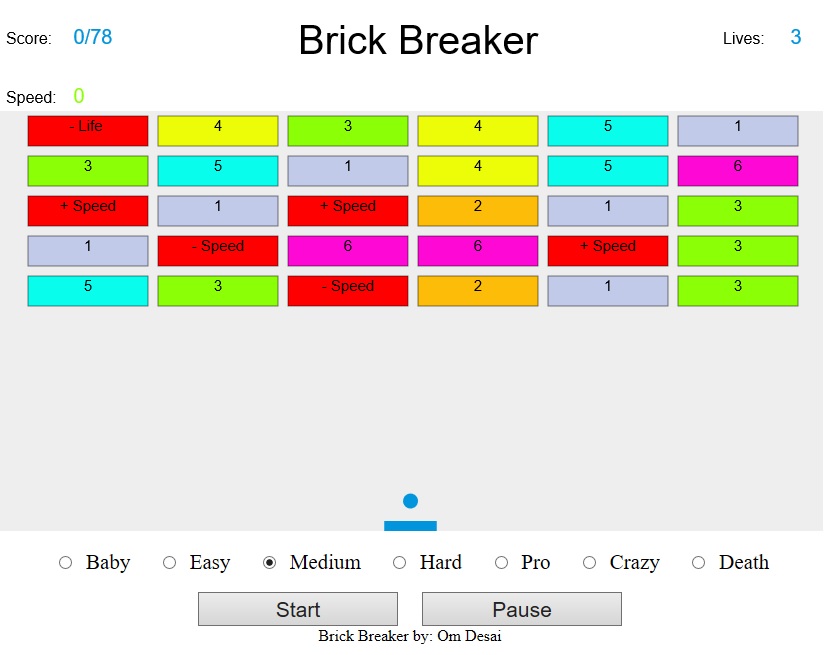 Score: 0/78 Brick Breaker Lives: 3
Speed: 0
- Life 4 3 4 5 1
3 5 1 4 5 6
+ Speed 1 + Speed 2 1 3
1 - Speed 6 6 + Speed 3
5 3 - Speed 2 1 3
Baby Easy Medium Hard Pro Crazy Death
Start Pause
Brick Breaker by: Om Desai